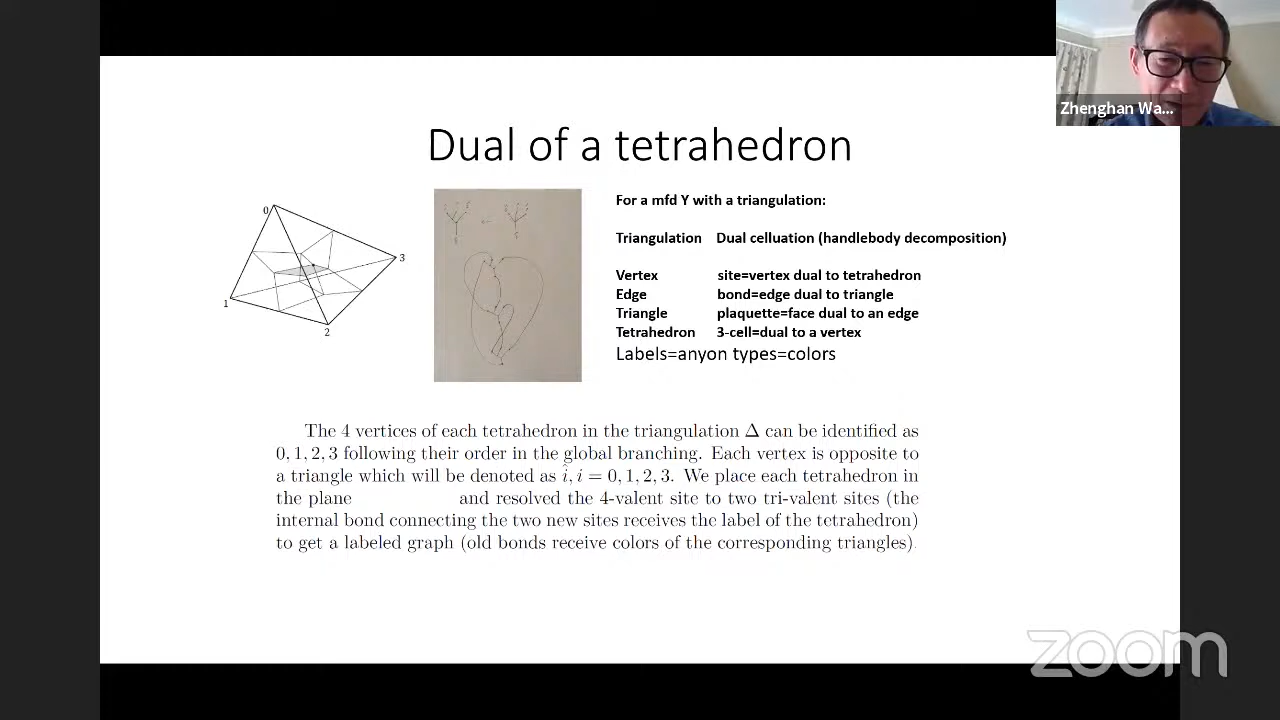 Zhenghan Wa...
Dual of a tetrahedron
0
3
1
2
For a mfd Y with a triangulation:
Triangulation Dual celluation (handlebody decomposition)
Vertex site=vertex dual to tetrahedron
Edge bond=edge dual to triangle
Triangle plaquette=face dual to an edge
Tetrahedron 3-cell=dual to a vertex
Labels=anyon types=colors
The 4 vertices of each tetrahedron in the triangulation Δ can be identified as
0, 1, 2, 3 following their order in the global branching. Each vertex is opposite to
a triangle which will be denoted as î, i = 0, 1, 2, 3. We place each tetrahedron in
the plane and resolved the 4-valent site to two tri-valent sites (the
internal bond connecting the two new sites receives the label of the tetrahedron)
to get a labeled graph (old bonds receive colors of the corresponding triangles).
zoom